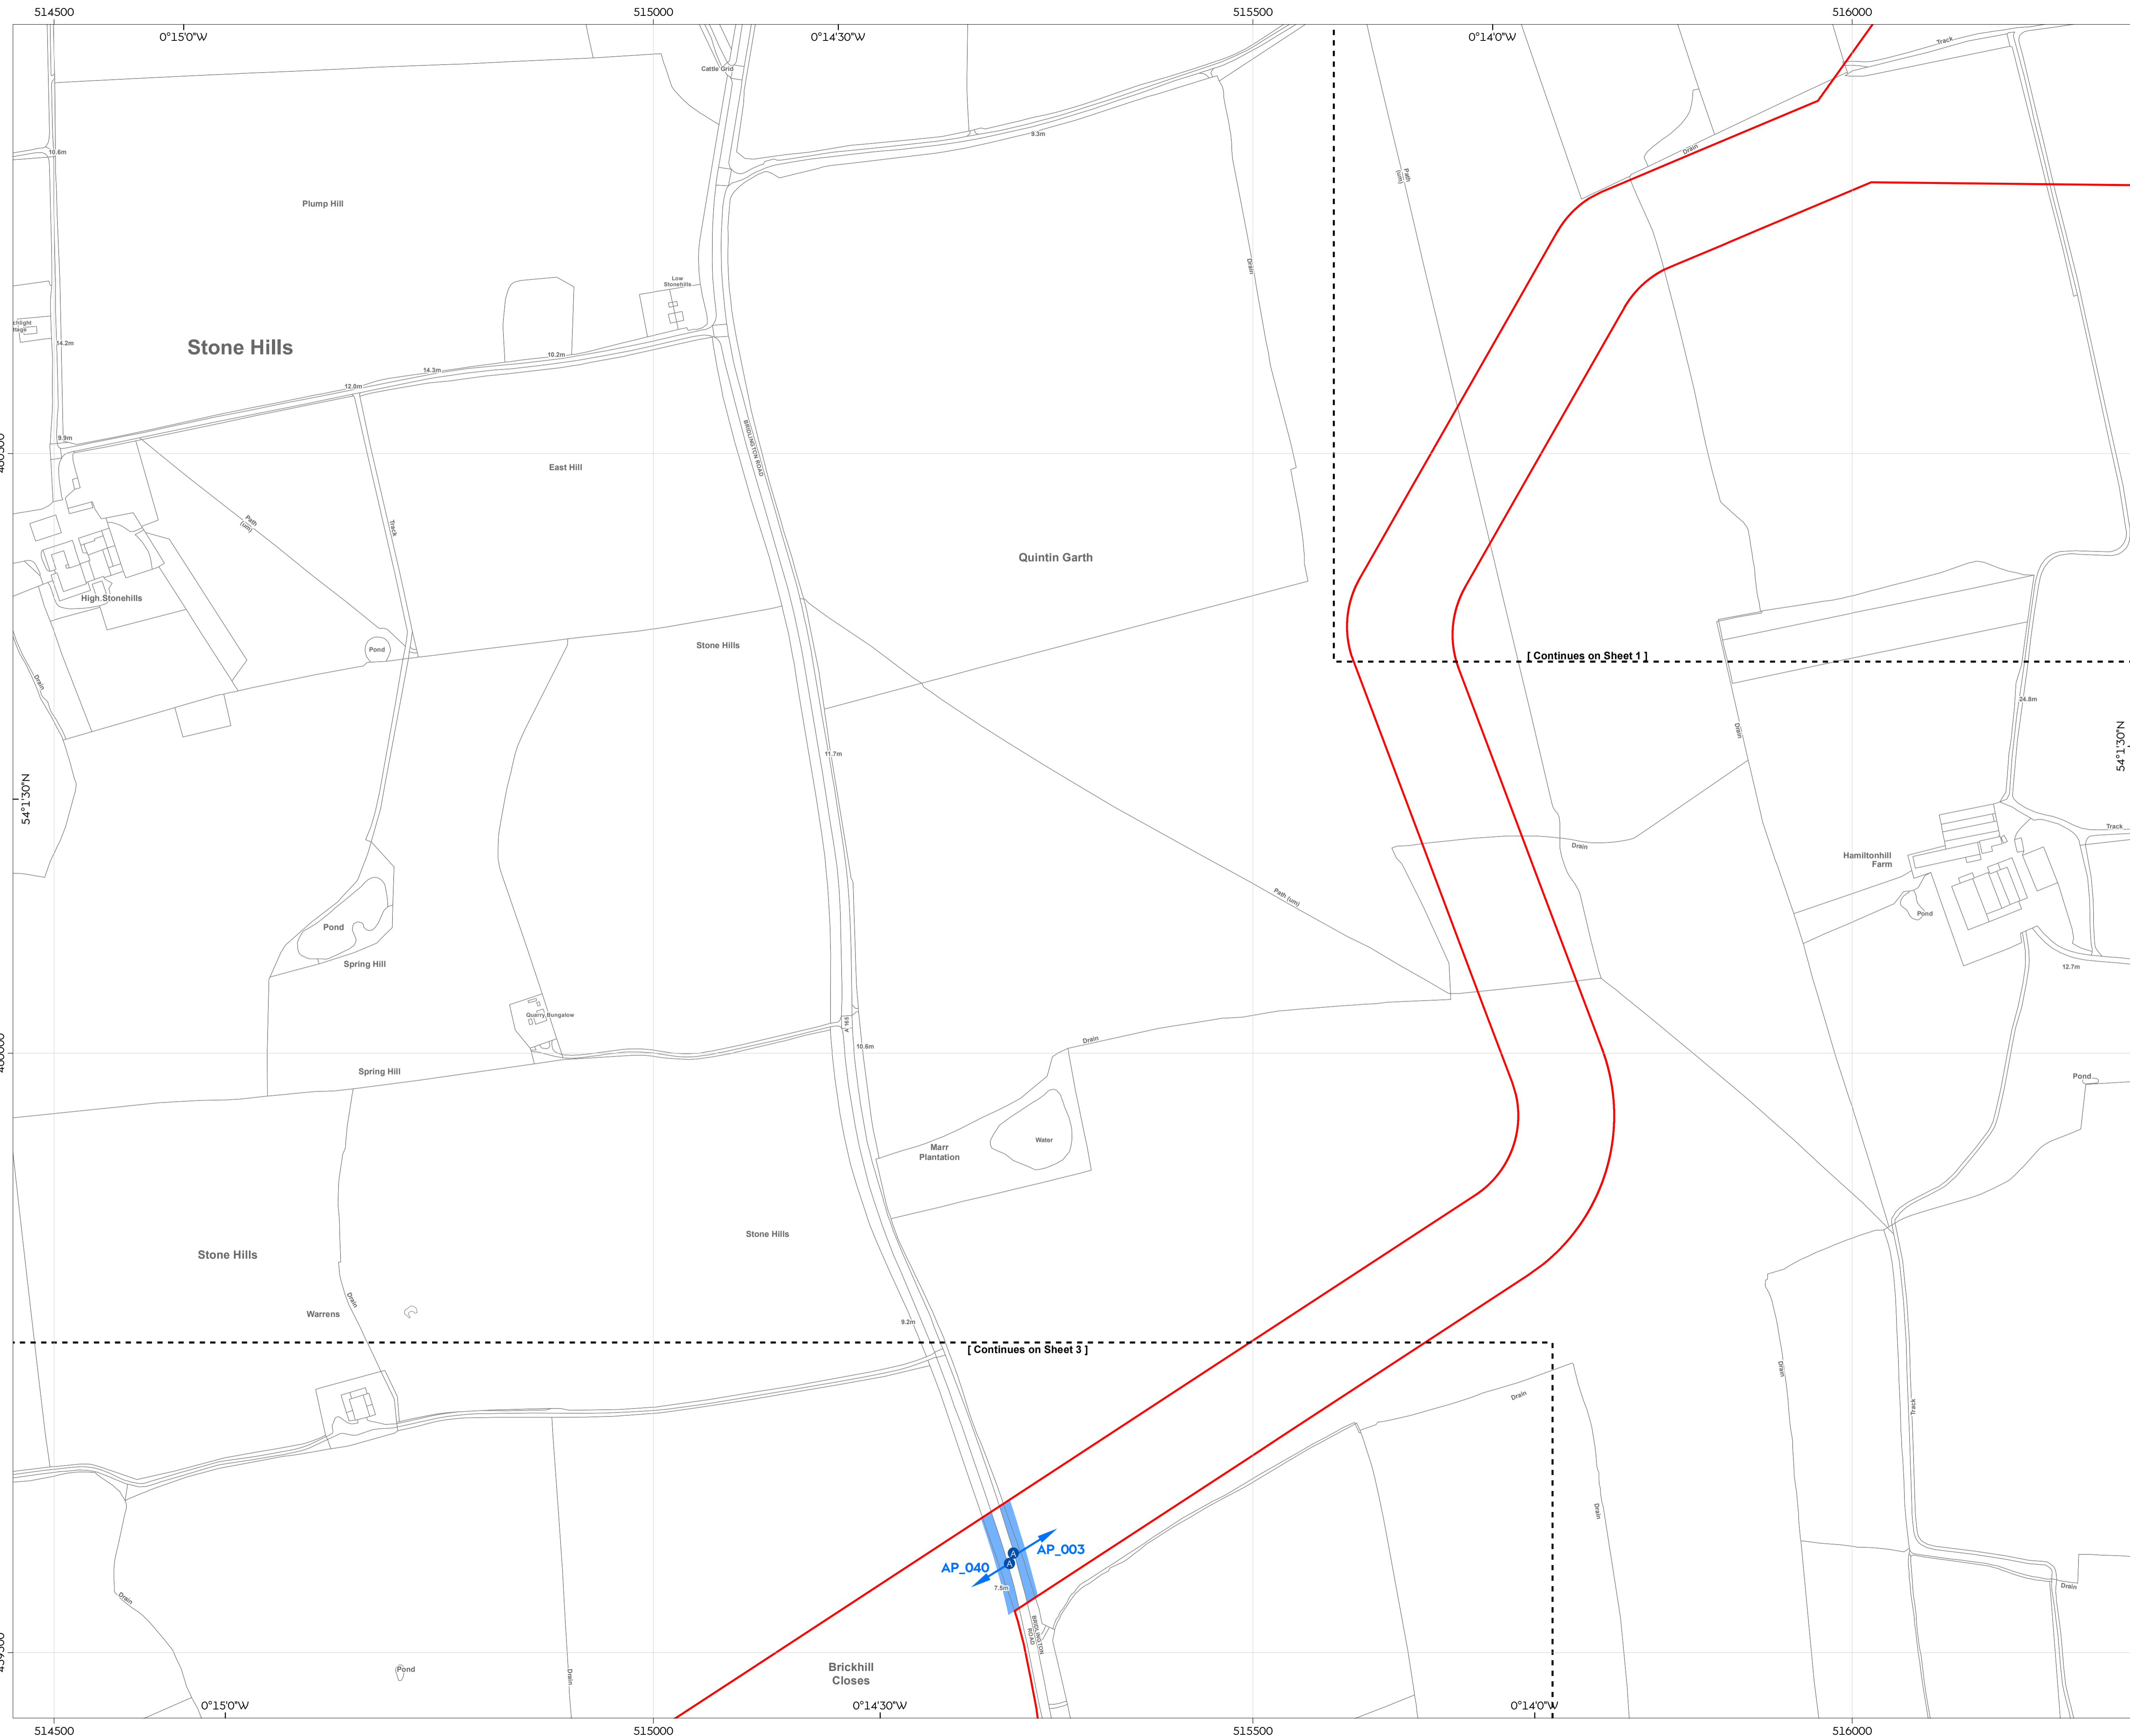 514500
515000
515500
516000
0°15'0"W
0°14'30"W
0°14'0"W
Track
Cattle Grid
9.3m
10.6m
Drain
Path
(um)
Plump Hill
Drain
Low
Stonehills
14.2m
Stone Hills
10.2m
14.3m
12.0m
9.9m
BRIDLINGTON ROAD
East Hill
Path
(um)
Track
Quintin Garth
High Stonehills
Pond
Stone Hills
[ Continues on Sheet 1 ]
Drain
24.8m
Drain
11.7m
54°1'30"N
54°1'30"N
Track
Drain
Hamiltonhill
Farm
Path (um)
Pond
Pond
Spring Hill
12.7m
Quarry Bungalow
A 165
10.6m
Drain
Spring Hill
Pond
Water
Marr
Plantation
Stone Hills
Stone Hills
Drain
Warrens
9.2m
[ Continues on Sheet 3 ]
Drain
Drain
Track
Drain
A
AP_003
A
AP_040
7.5m
Drain
Drain
BRIDLINGTON
ROAD
Pond
Drain
Brickhill
Closes
0°15'0"W
0°14'30"W
0°14'0"W
514500
515000
515500
516000